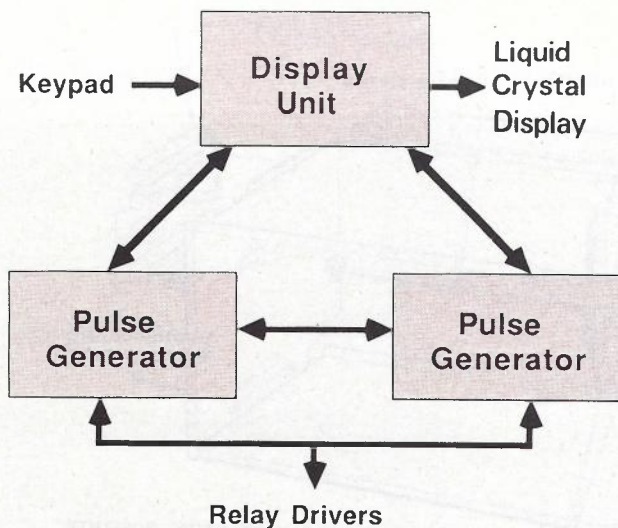 Keypad
Display
Unit
Liquid
Crystal
Display
Pulse
Generator
Pulse
Generator
Relay Drivers